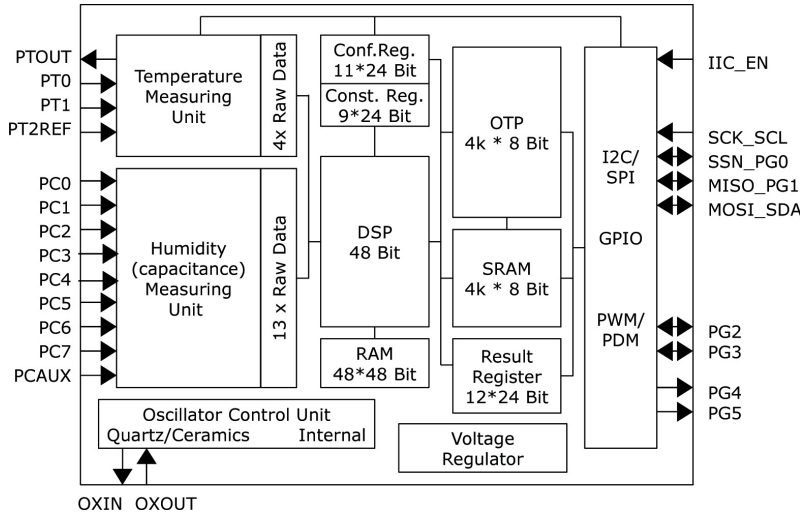 PTOUT
PT0
PT1
PT2REF
Temperature
Measuring
Unit
4x Raw Data
PC0
PC1
PC2
PC3
PC4
PC5
PC6
PC7
PCAUX
Humidity
(capacitance)
Measuring
Unit
13 x Raw Data
Conf.Reg.
11*24 Bit
Const. Reg.
9*24 Bit
DSP
48 Bit
RAM
48*48 Bit
OTP
4k * 8 Bit
SRAM
4k * 8 Bit
Result
Register
12*24 Bit
I2C/
SPI
GPIO
PWM/
PDM
IIC_EN
SCK_SCL
SSN_PG0
MISO_PG1
MOSI_SDA
PG2
PG3
PG4
PG5
Oscillator Control Unit
Quartz/Ceramics Internal
Voltage
Regulator
OXIN OXOUT